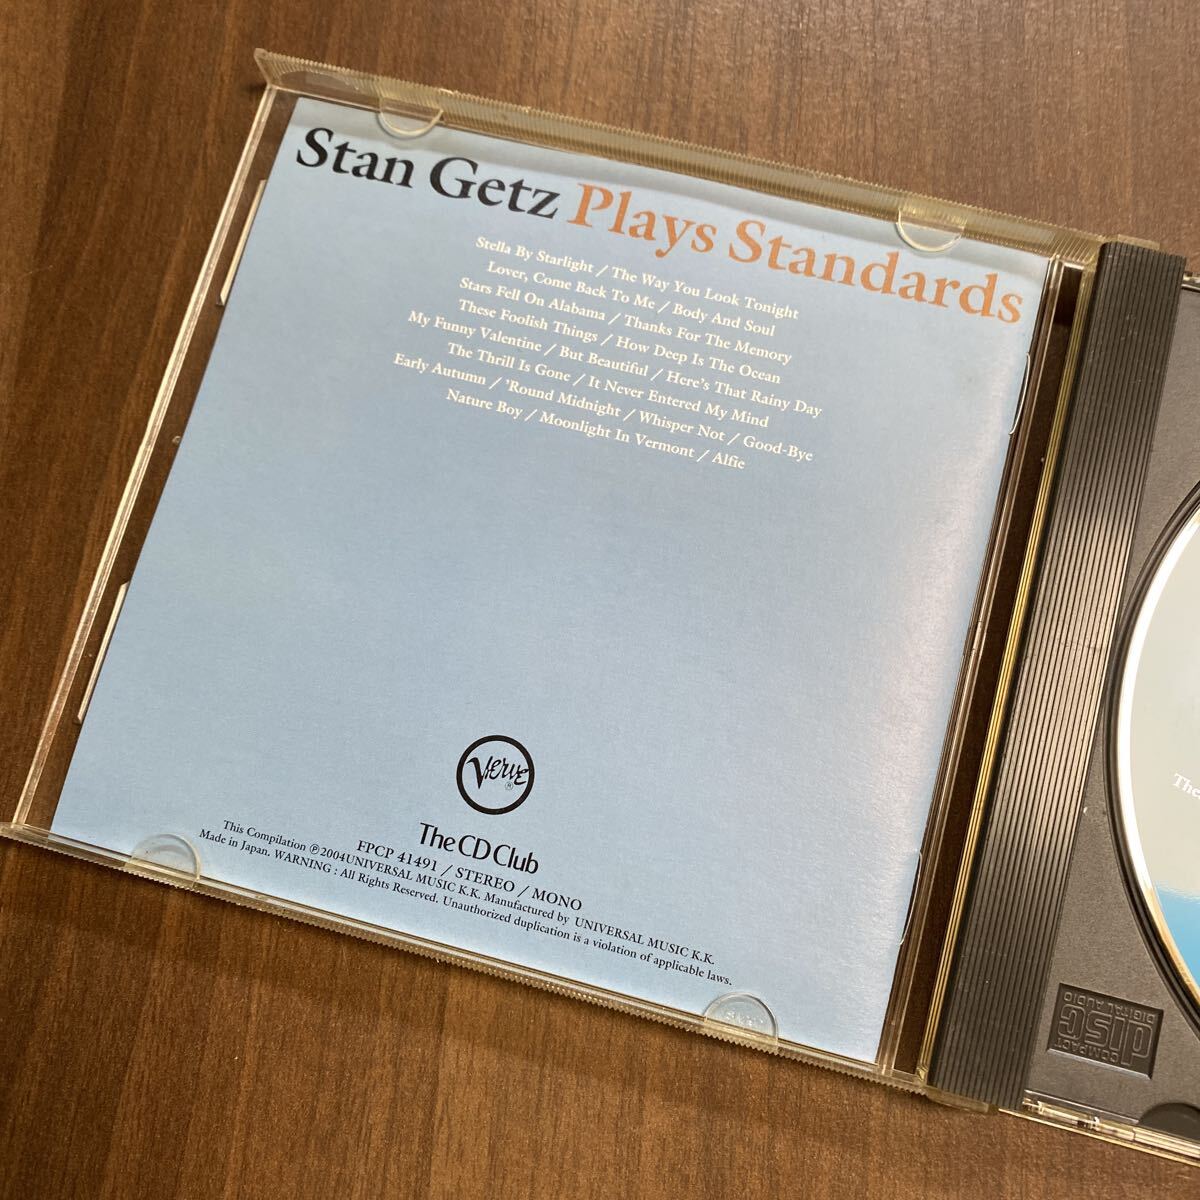 Stan Getz Plays Standards
Stella By Starlight / The Way You Look Tonight
Lover, Come Back To Me / Body And Soul
Stars Fell On Alabama / Thanks For The Memory
These Foolish Things / How Deep Is The Ocean
My Funny Valentine / But Beautiful / Here's That Rainy Day
The Thrill Is Gone / It Never Entered My Mind
Early Autumn / 'Round Midnight / Whisper Not / Good-Bye
Nature Boy / Moonlight In Vermont / Alfie
Verve ®
The CD Club
FPCP 41491 / STEREO / MONO
This Compilation ℗2004UNIVERSAL MUSIC K.K. Manufactured by UNIVERSAL MUSIC K.K.
Made in Japan. WARNING : All Rights Reserved. Unauthorized duplication is a violation of applicable laws.
COMPACT
disc
DIGITAL AUDIO